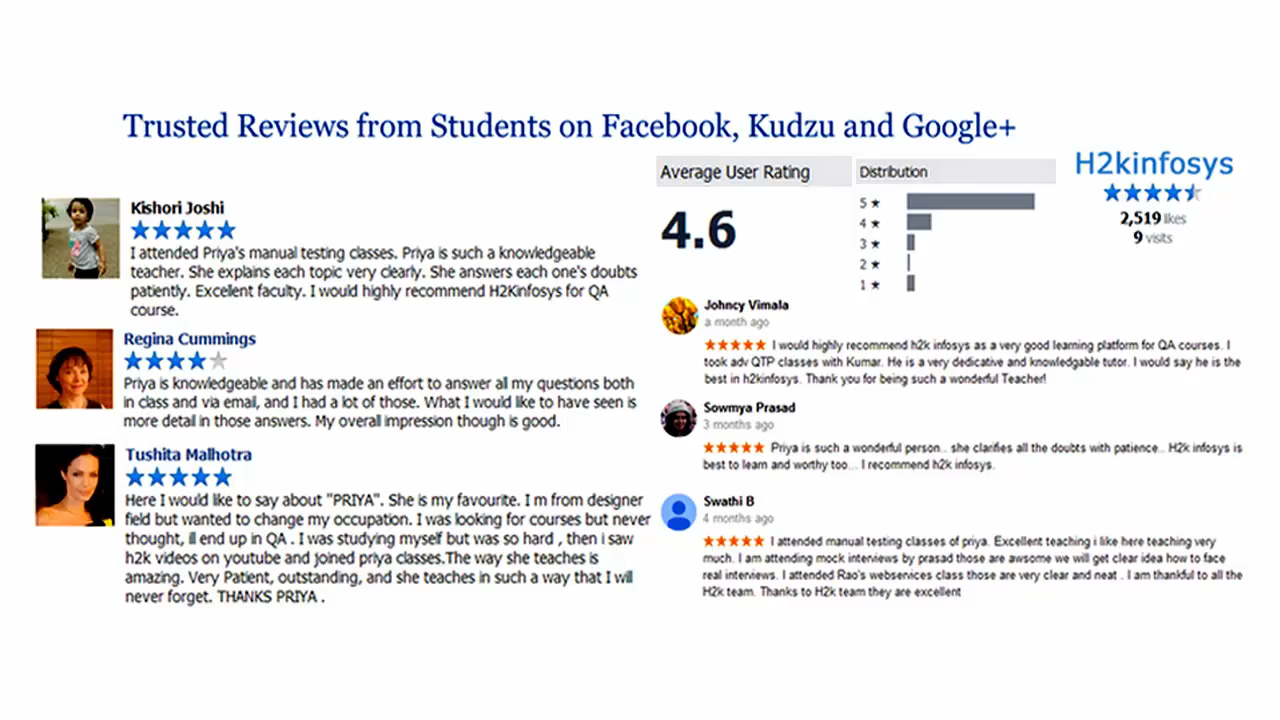 Trusted Reviews from Students on Facebook, Kudzu and Google+
Kishori Joshi
I attended Priya's manual testing classes. Priya is such a knowledgeable
teacher. She explains each topic very clearly. She answers each one's doubts
patiently. Excellent faculty. I would highly recommend H2Kinfosys for QA
course.
Regina Cummings
Priya is knowledgeable and has made an effort to answer all my questions both
in class and via email, and I had a lot of those. What I would like to have seen is
more detail in those answers. My overall impression though is good.
Tushita Malhotra
Here I would like to say about "PRIYA". She is my favourite. I m from designer
field but wanted to change my occupation. I was looking for courses but never
thought, ill end up in QA . I was studying myself but was so hard , then i saw
h2k videos on youtube and joined priya classes.The way she teaches is
amazing. Very Patient, outstanding, and she teaches in such a way that I will
never forget. THANKS PRIYA .
Average User Rating
4.6
Distribution
5 ★
4 ★
3 ★
2 ★
1 ★
H2kinfosys
2,519 likes
9 visits
Johncy Vimala
a month ago
★★★★★ I would highly recommend h2k infosys as a very good learning platform for QA courses. I
took adv QTP classes with Kumar. He is a very dedicative and knowledgable tutor. I would say he is the
best in h2kinfosys. Thank you for being such a wonderful Teacher!
Sowmya Prasad
3 months ago
★★★★★ Priya is such a wonderful person.. she clarifies all the doubts with patience.. H2k infosys is
best to learn and worthy too... I recommend h2k infosys.
Swathi B
4 months ago
★★★★★ I attended manual testing classes of priya. Excellent teaching i like here teaching very
much. I am attending mock interviews by prasad those are awsome we will get clear idea how to face
real interviews. I attended Rao's webservices class those are very clear and neat . I am thankful to all the
H2k team. Thanks to H2k team they are excellent